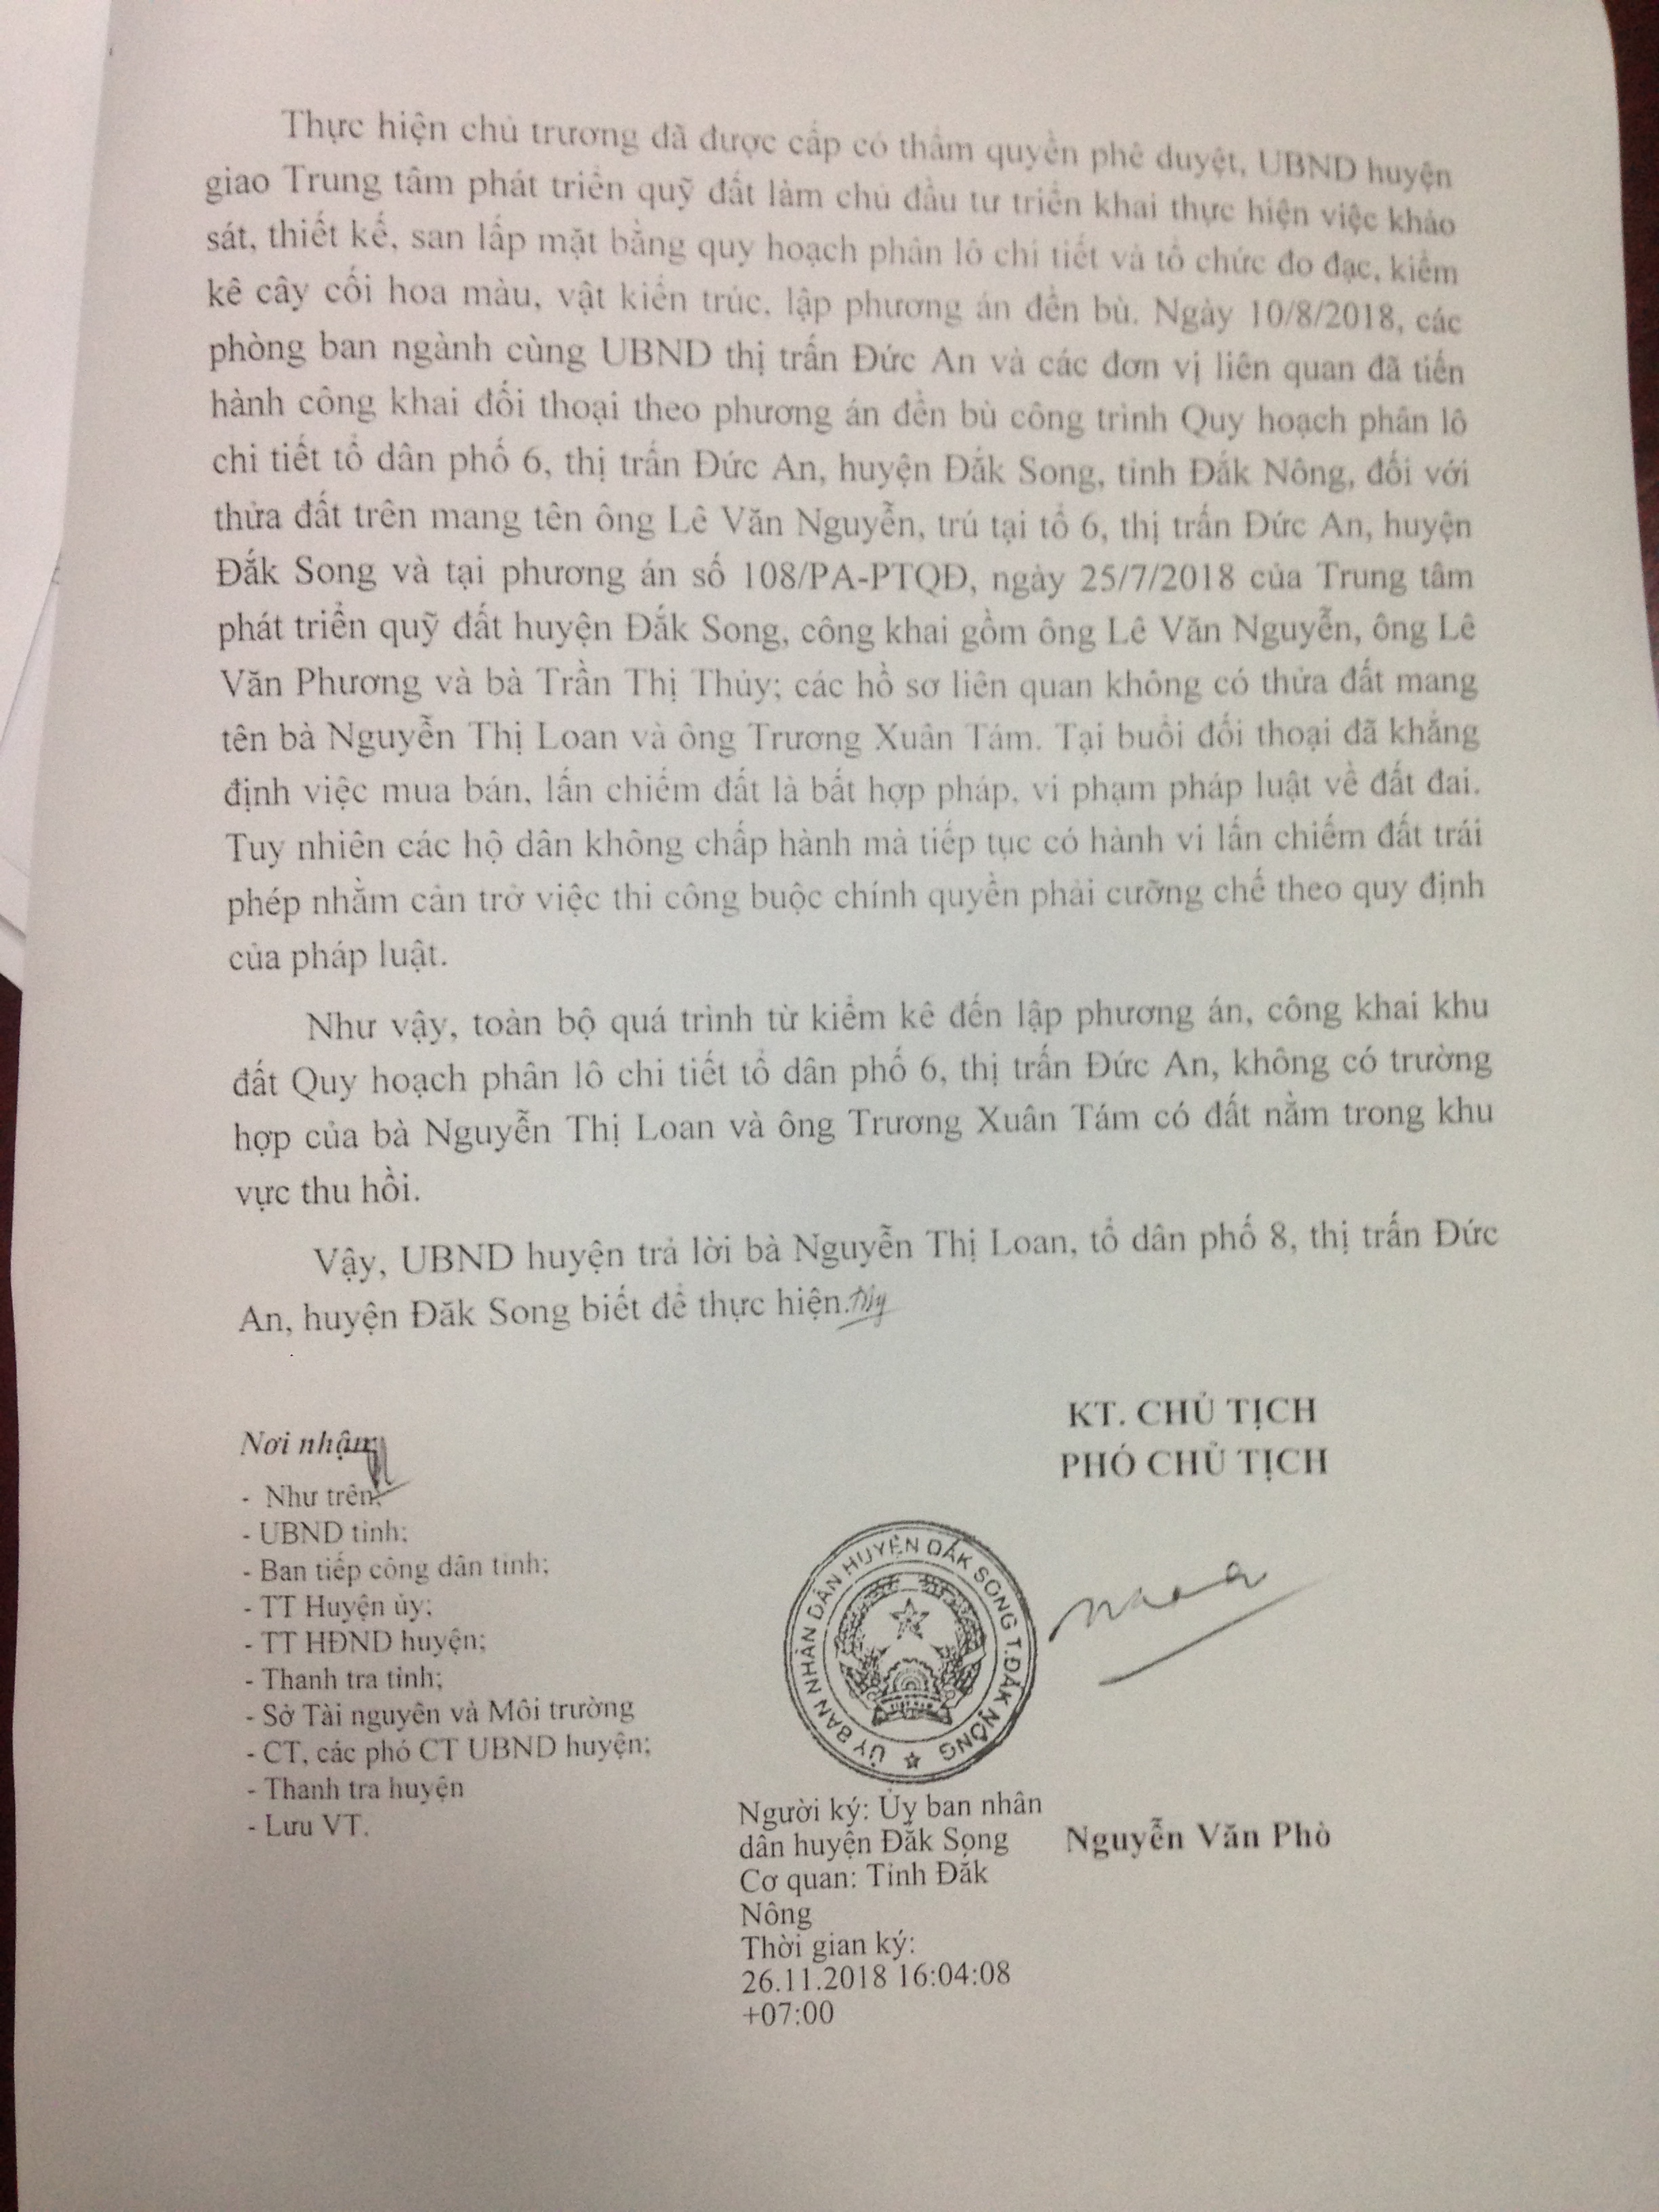 Thực hiện chủ trương đã được cấp có thẩm quyền phê duyệt, UBND huyện
giao Trung tâm phát triển quỹ đất làm chủ đầu tư triển khai thực hiện việc khảo
sát, thiết kế, san lấp mặt bằng quy hoạch phân lô chi tiết và tổ chức đo đạc, kiểm
kê cây cối hoa màu, vật kiến trúc, lập phương án đền bù. Ngày 10/8/2018, các
phòng ban ngành cùng UBND thị trấn Đức An và các đơn vị liên quan đã tiến
hành công khai đối thoại theo phương án đền bù công trình Quy hoạch phân lô
chi tiết tổ dân phố 6, thị trấn Đức An, huyện Đắk Song, tỉnh Đắk Nông, đối với
thửa đất trên mang tên ông Lê Văn Nguyễn, trú tại tổ 6, thị trấn Đức An, huyện
Đắk Song và tại phương án số 108/PA-PTQĐ, ngày 25/7/2018 của Trung tâm
phát triển quỹ đất huyện Đắk Song, công khai gồm ông Lê Văn Nguyễn, ông Lê
Văn Phương và bà Trần Thị Thủy; các hồ sơ liên quan không có thửa đất mang
tên bà Nguyễn Thị Loan và ông Trương Xuân Tám. Tại buổi đối thoại đã khẳng
định việc mua bán, lấn chiếm đất là bất hợp pháp, vi phạm pháp luật về đất đai.
Tuy nhiên các hộ dân không chấp hành mà tiếp tục có hành vi lấn chiếm đất trái
phép nhằm cản trở việc thi công buộc chính quyền phải cưỡng chế theo quy định
của pháp luật.
Như vậy, toàn bộ quá trình từ kiểm kê đến lập phương án, công khai khu
đất Quy hoạch phân lô chi tiết tổ dân phố 6, thị trấn Đức An, không có trường
hợp của bà Nguyễn Thị Loan và ông Trương Xuân Tám có đất nằm trong khu
vực thu hồi.
Vậy, UBND huyện trả lời bà Nguyễn Thị Loan, tổ dân phố 8, thị trấn Đức
An, huyện Đăk Song biết để thực hiện.
Nơi nhận:
- Như trên;
- UBND tỉnh;
- Ban tiếp công dân tỉnh;
- TT Huyện ủy;
- TT HĐND huyện;
- Thanh tra tỉnh;
- Sở Tài nguyên và Môi trường
- CT, các phó CT UBND huyện;
- Thanh tra huyện
- Lưu VT.
KT. CHỦ TỊCH
PHÓ CHỦ TỊCH
ỦY BAN NHÂN DÂN HUYỆN ĐẮK SONG T.ĐẮK NÔNG
Người ký: Ủy ban nhân
dân huyện Đắk Song
Cơ quan: Tỉnh Đắk
Nông
Thời gian ký:
26.11.2018 16:04:08
+07:00
Nguyễn Văn Phò